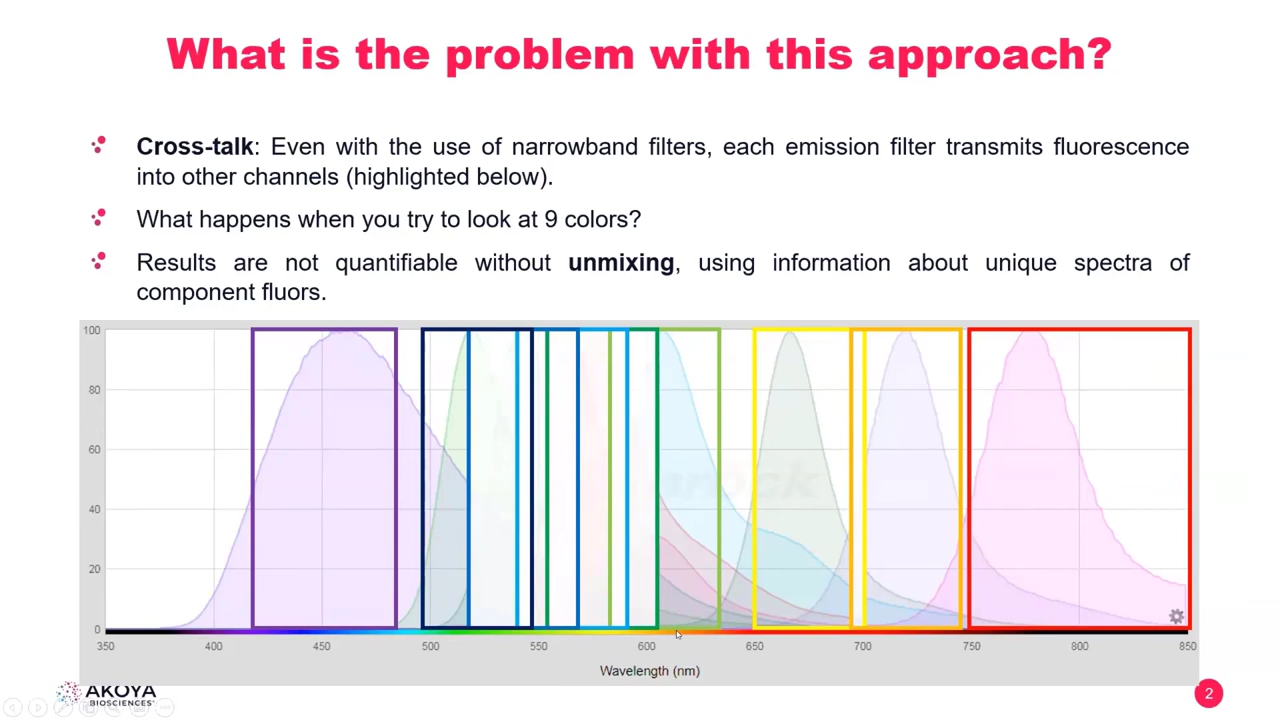 What is the problem with this approach?
Cross-talk: Even with the use of narrowband filters, each emission filter transmits fluorescence
into other channels (highlighted below).
What happens when you try to look at 9 colors?
Results are not quantifiable without unmixing, using information about unique spectra of
component fluors.
100
80
60
40
20
0
350 400 450 500 550 600 650 700 750 800 850
Wavelength (nm)
AKOYA
BIOSCIENCES
2